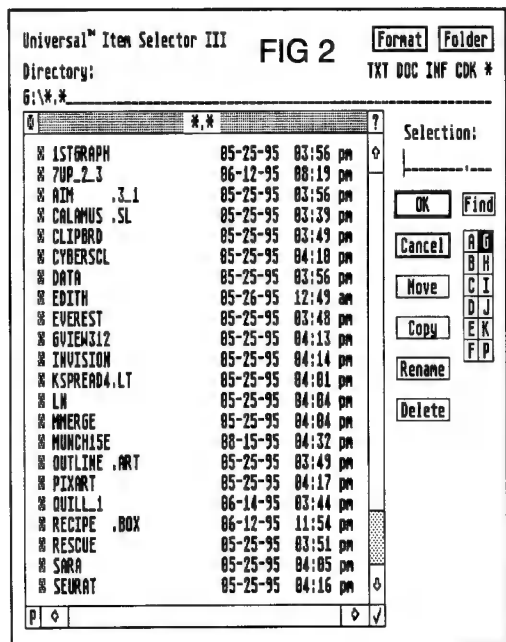 Universal™ Item Selector III
FIG 2
Format Folder
Directory:
TXT DOC INF CDK *
G:\*.*
*.* ?
Selection:
1STGRAPH 05-25-95 03:56 pm
7UP_2_3 06-12-95 08:19 pm
AIM .3_1 05-25-95 03:56 pm
CALAMUS .SL 05-25-95 03:39 pm
CLIPBRD 05-25-95 03:49 pm
CYBERSCL 05-25-95 04:10 pm
DATA 05-25-95 03:56 pm
EDITH 05-26-95 12:49 am
EVEREST 05-25-95 03:48 pm
GVIEW312 05-25-95 04:13 pm
INVISION 05-25-95 04:14 pm
KSPREAD4.LT 05-25-95 04:01 pm
LN 05-25-95 04:04 pm
MMERGE 05-25-95 04:04 pm
MUNCH15E 08-15-95 04:32 pm
OUTLINE .ART 05-25-95 03:49 pm
PIXART 05-25-95 04:17 pm
QUILL_1 06-14-95 03:44 pm
RECIPE .BOX 06-12-95 11:54 pm
RESCUE 05-25-95 03:51 pm
SARA 05-25-95 04:05 pm
SEURAT 05-25-95 04:16 pm
P
OK Find
Cancel
Move
Copy
Rename
Delete
A G
B H
C I
D J
E K
F P